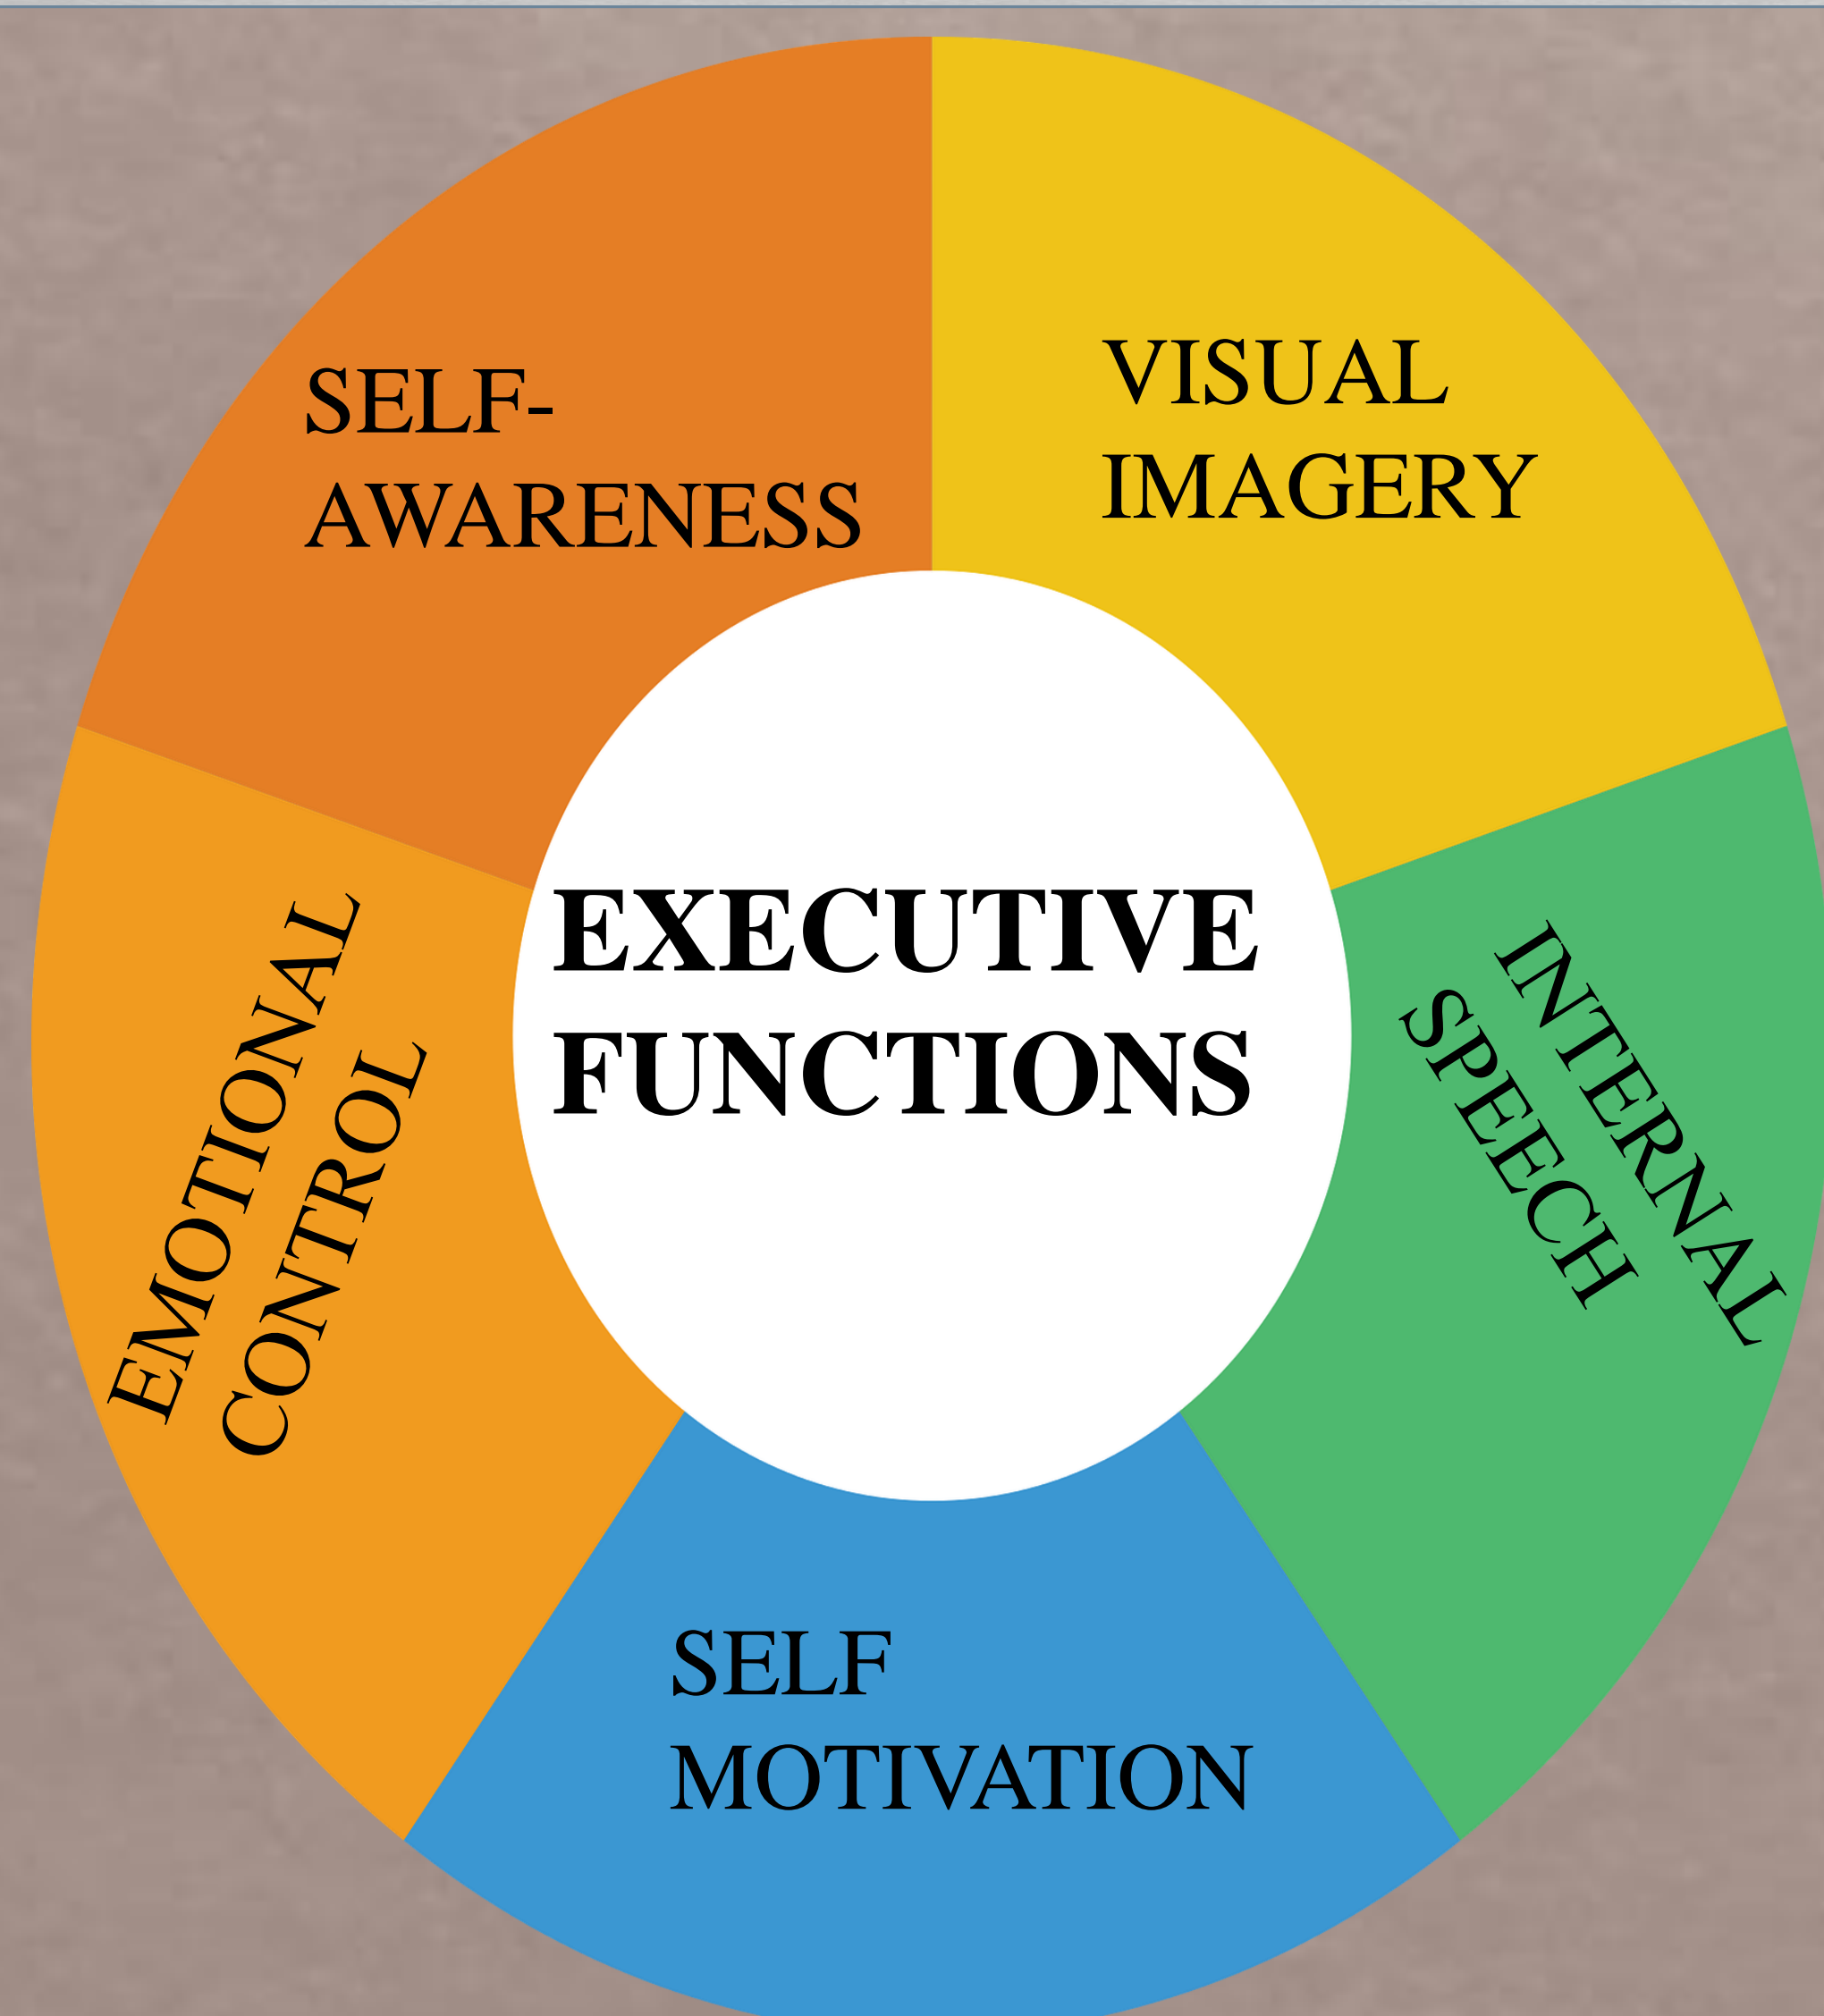 SELF-
AWARENESS
VISUAL
IMAGERY
EXECUTIVE
FUNCTIONS
EMOTIONAL
CONTROL
INTERNAL
SPEECH
SELF
MOTIVATION